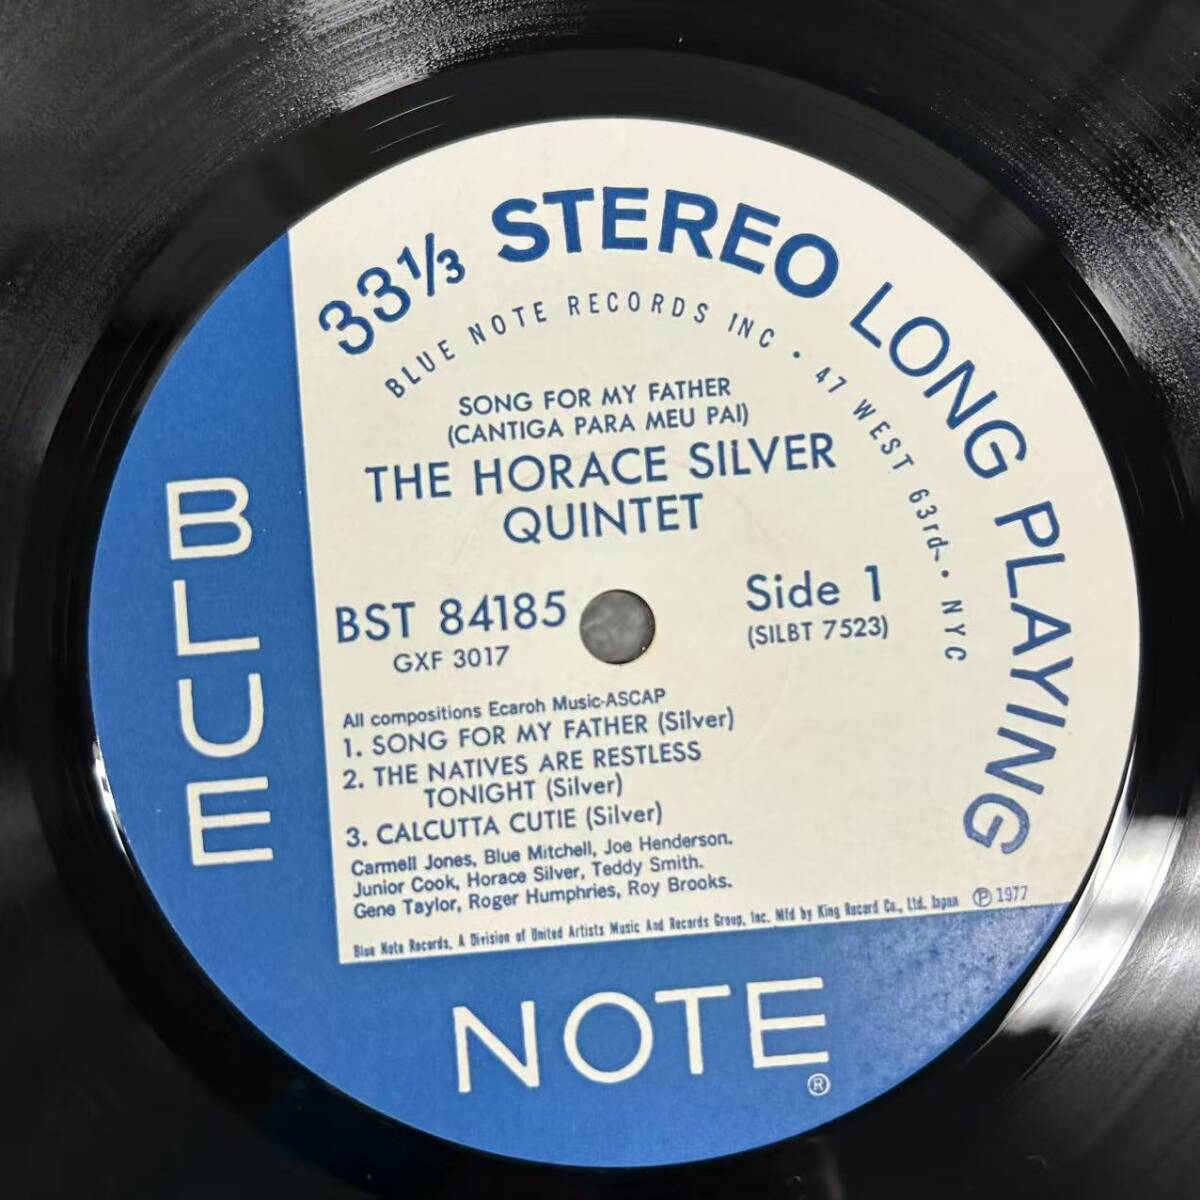 33⅓ STEREO LONG PLAYING
BLUE NOTE RECORDS INC • 47 WEST 63rd • NYC
SONG FOR MY FATHER
(CANTIGA PARA MEU PAI)
THE HORACE SILVER
QUINTET
BST 84185
GXF 3017
Side 1
(SILBT 7523)
All compositions Ecaroh Music-ASCAP
1. SONG FOR MY FATHER (Silver)
2. THE NATIVES ARE RESTLESS
TONIGHT (Silver)
3. CALCUTTA CUTIE (Silver)
Carmell Jones, Blue Mitchell, Joe Henderson.
Junior Cook, Horace Silver, Teddy Smith.
Gene Taylor, Roger Humphries, Roy Brooks.
Blue Note Records, A Division of United Artists Music And Records Group, Inc. Mfd by King Record Co., Ltd. Japan ℗ 1977
BLUE
NOTE
®